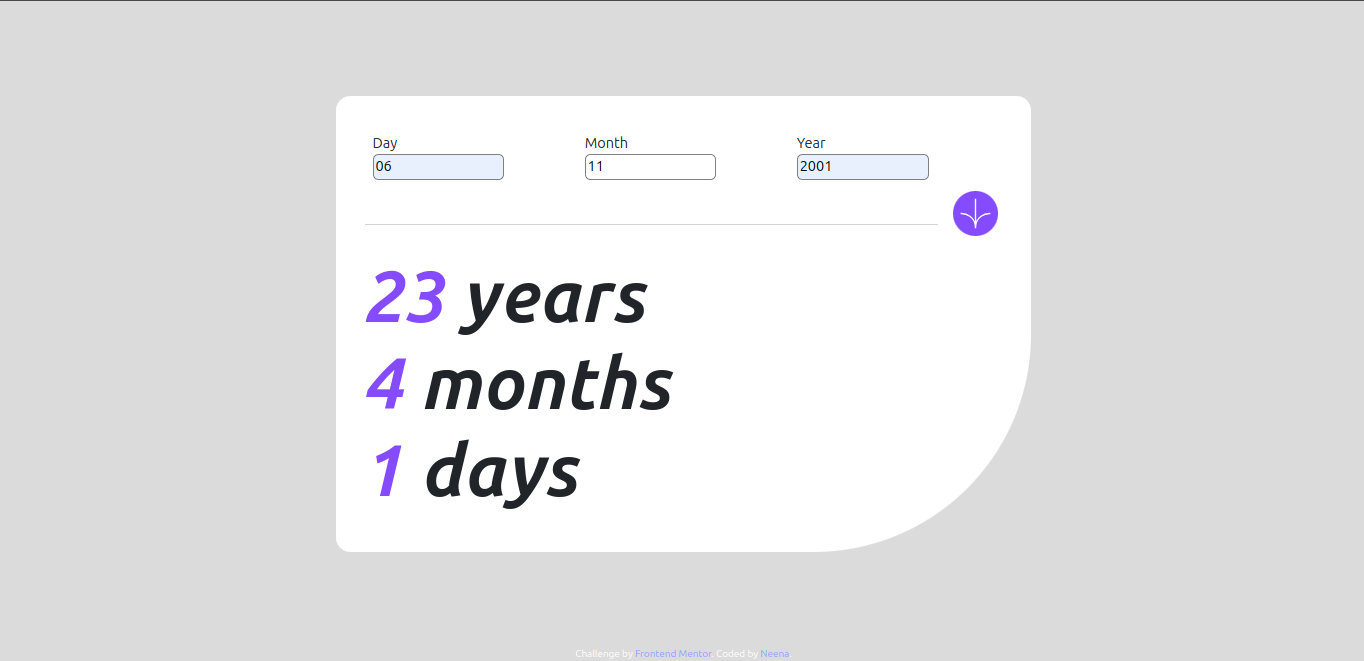 Day Month Year
06 11 2001
23 years
4 months
1 days
Challenge by Frontend Mentor. Coded by Neena.